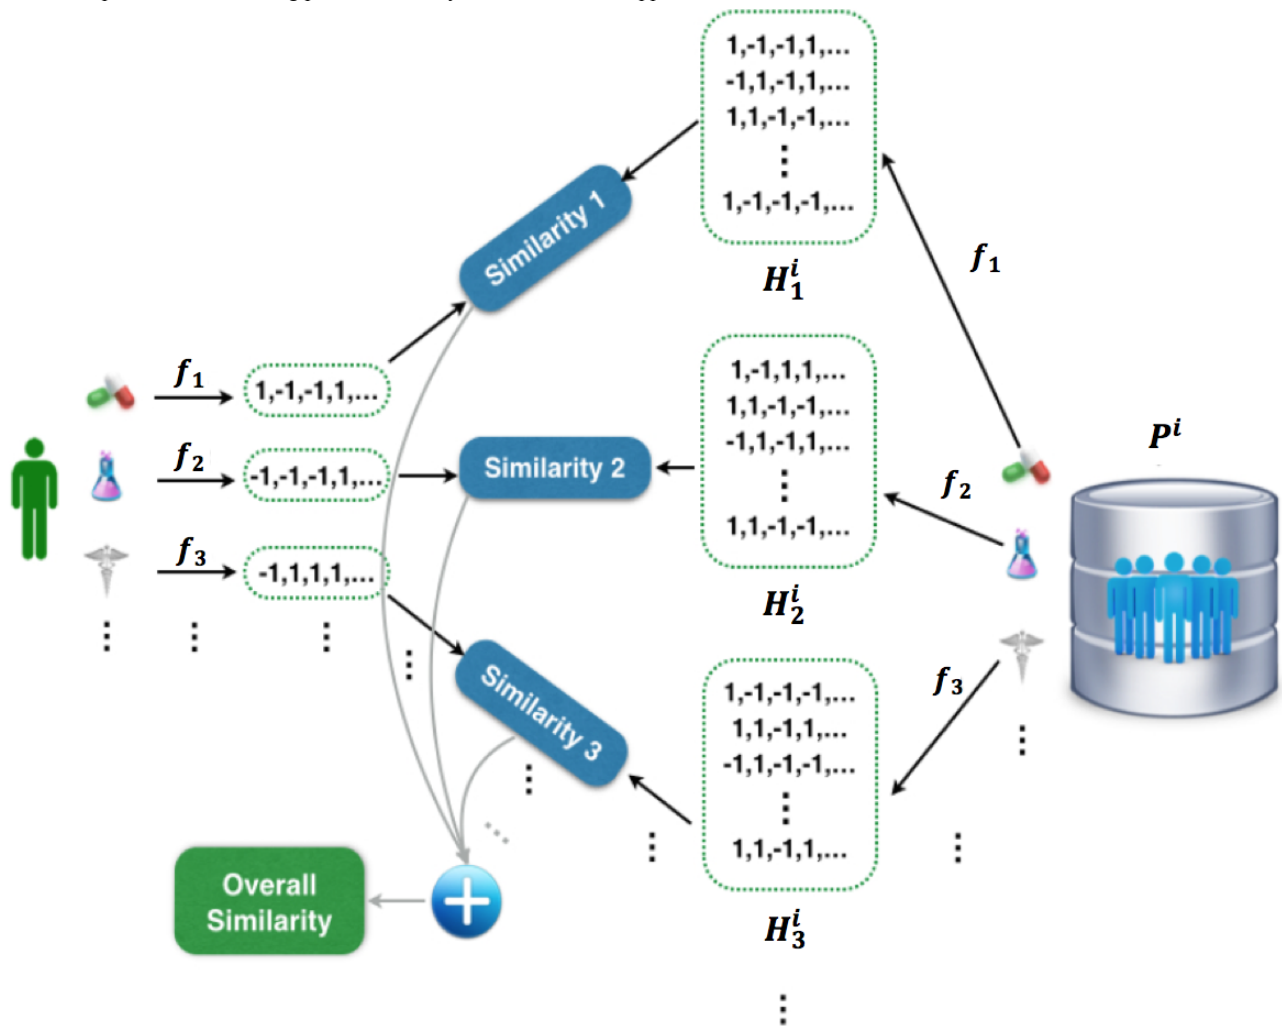 1,-1,-1,1,...
-1,1,-1,1,...
1,1,-1,-1,...
1,-1,-1,-1,...
H₁ⁱ
Similarity 1
f₁
f₁
1,-1,-1,1,...
f₂
-1,-1,-1,1,...
f₃
-1,1,1,1,...
Similarity 2
1,-1,1,1,...
1,1,-1,-1,...
-1,1,-1,1,...
1,1,-1,-1,...
H₂ⁱ
f₂
Pⁱ
Similarity 3
1,-1,-1,-1,...
1,1,-1,1,...
-1,1,-1,-1,...
1,1,-1,1,...
H₃ⁱ
f₃
Overall
Similarity